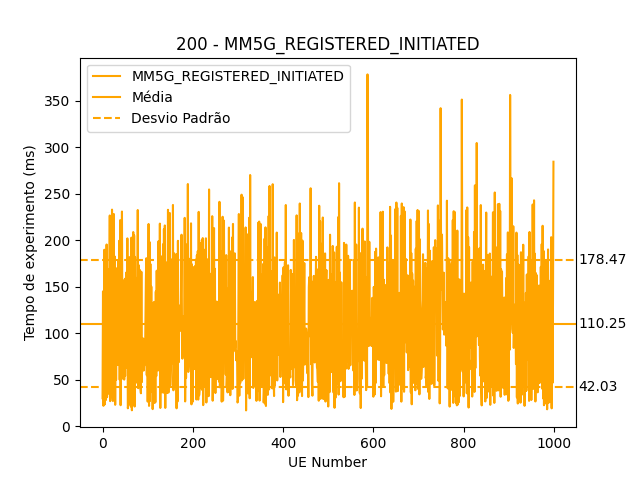 200 - MM5G_REGISTERED_INITIATED
MM5G_REGISTERED_INITIATED
Média
Desvio Padrão
Tempo de experimento (ms)
350
300
250
200
150
100
50
0
178.47
110.25
42.03
0 200 400 600 800 1000
UE Number